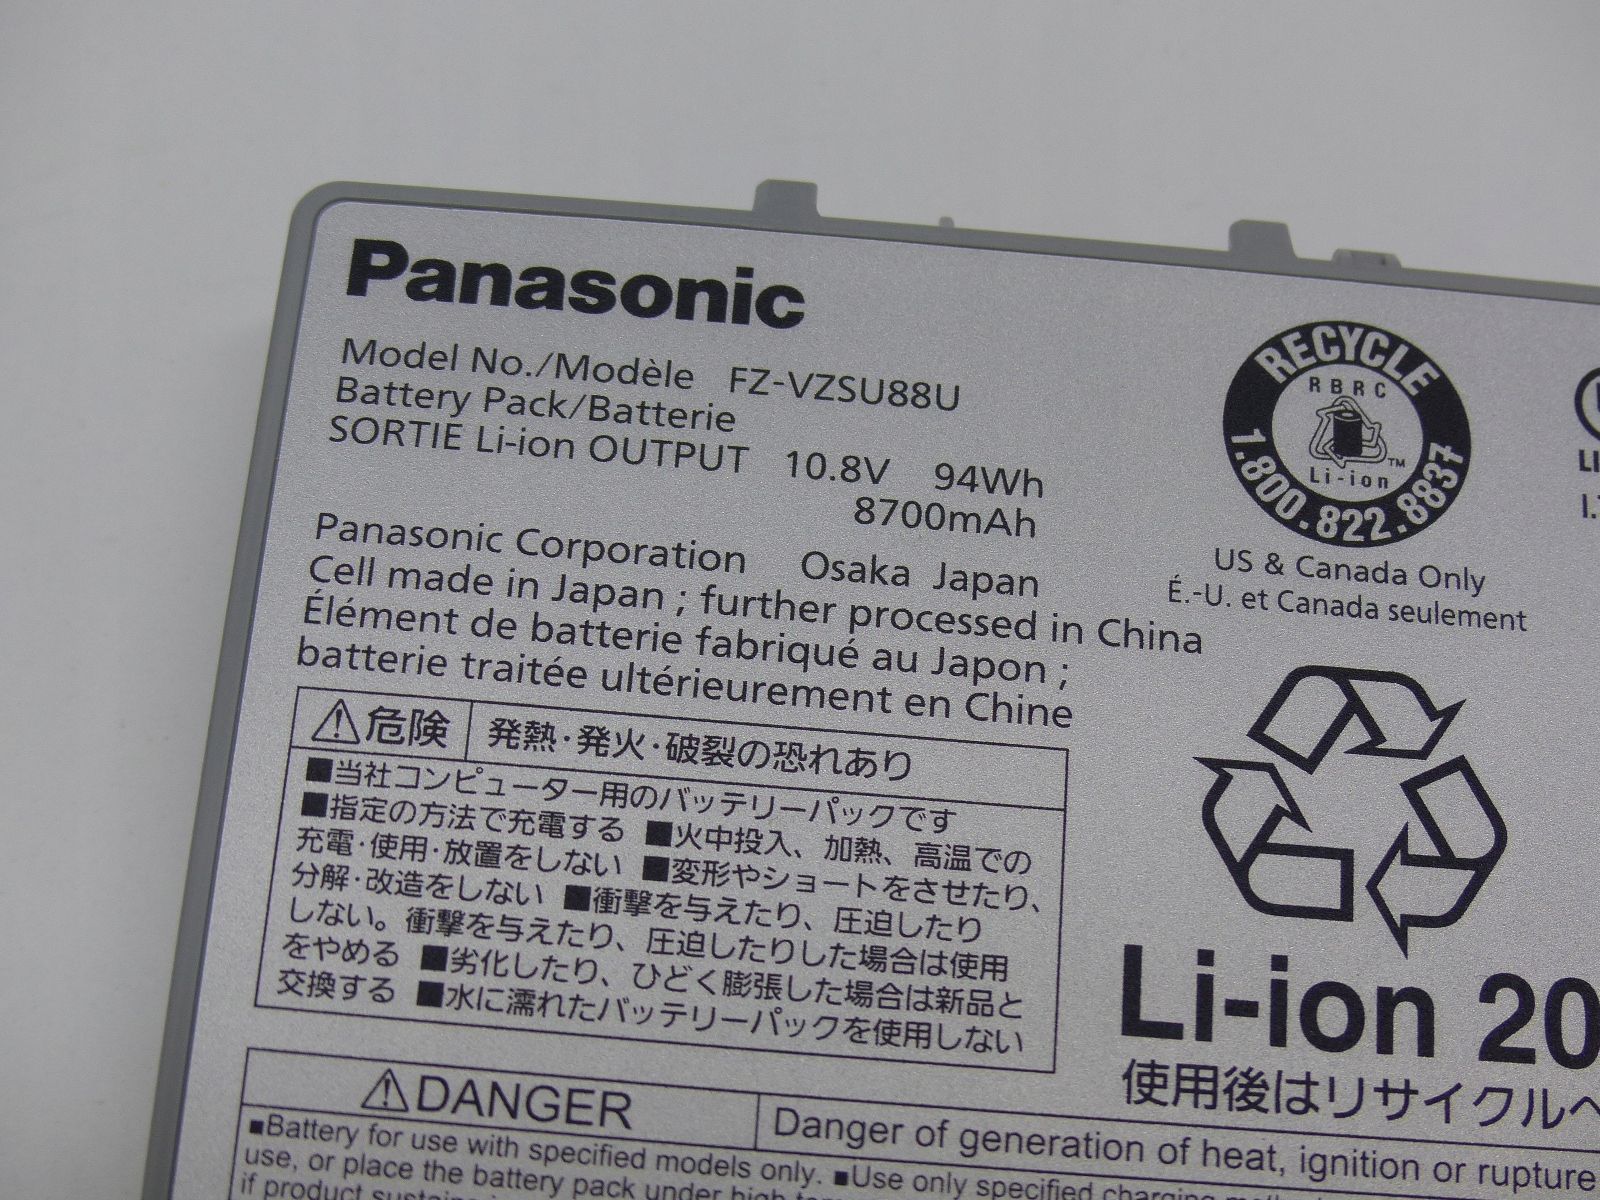 Panasonic
Model No./Modèle FZ-VZSU88U
Battery Pack/Batterie
SORTIE Li-ion OUTPUT 10.8V 94Wh
8700mAh
Panasonic Corporation Osaka Japan
Cell made in Japan ; further processed in China
Élément de batterie fabriqué au Japon ;
batterie traitée ultérieurement en Chine
RECYCLE
RBRC
Li-ion
TM
1.800.822.8837
US & Canada Only
É.-U. et Canada seulement
⚠危険 発熱·発火·破裂の恐れあり
■当社コンピューター用のバッテリーパックです
■指定の方法で充電する ■火中投入、加熱、高温での
充電·使用·放置をしない ■変形やショートをさせたり、
分解·改造をしない ■衝撃を与えたり、圧迫したり
しない。衝撃を与えたり、圧迫したりした場合は使用
をやめる ■劣化したり、ひどく膨張した場合は新品と
交換する ■水に濡れたバッテリーパックを使用しない
Li-ion 20
使用後はリサイクルへ
⚠DANGER Danger of generation of heat, ignition or rupture
■Battery for use with specified models only. ■Use only specified charging
use, or place the battery pack under high
if product